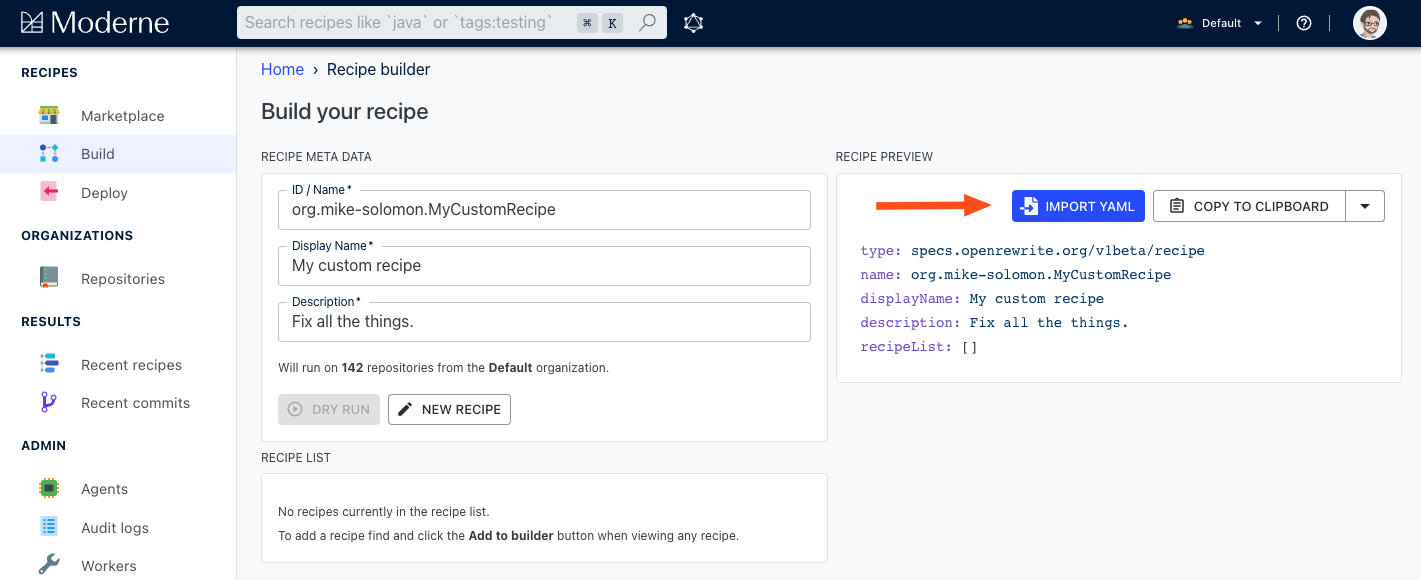 Moderne
Search recipes like `java` or `tags:testing`
⌘ K
Default
RECIPES
Marketplace
Build
Deploy
ORGANIZATIONS
Repositories
RESULTS
Recent recipes
Recent commits
ADMIN
Agents
Audit logs
Workers
Home › Recipe builder
Build your recipe
RECIPE META DATA
ID / Name*
org.mike-solomon.MyCustomRecipe
Display Name*
My custom recipe
Description*
Fix all the things.
Will run on 142 repositories from the Default organization.
DRY RUN
NEW RECIPE
RECIPE LIST
No recipes currently in the recipe list.
To add a recipe find and click the Add to builder button when viewing any recipe.
RECIPE PREVIEW
IMPORT YAML
COPY TO CLIPBOARD
type: specs.openrewrite.org/v1beta/recipe
name: org.mike-solomon.MyCustomRecipe
displayName: My custom recipe
description: Fix all the things.
recipeList: []